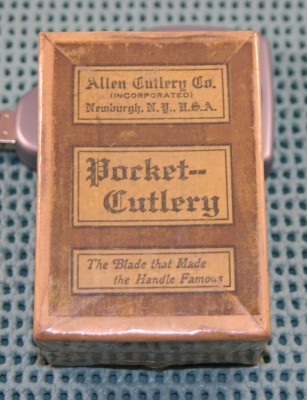 Allen Cutlery Co.
(INCORPORATED)
Newburgh, N.Y., U.S.A.
Pocket--
Cutlery
The Blade that Made
the Handle Famous